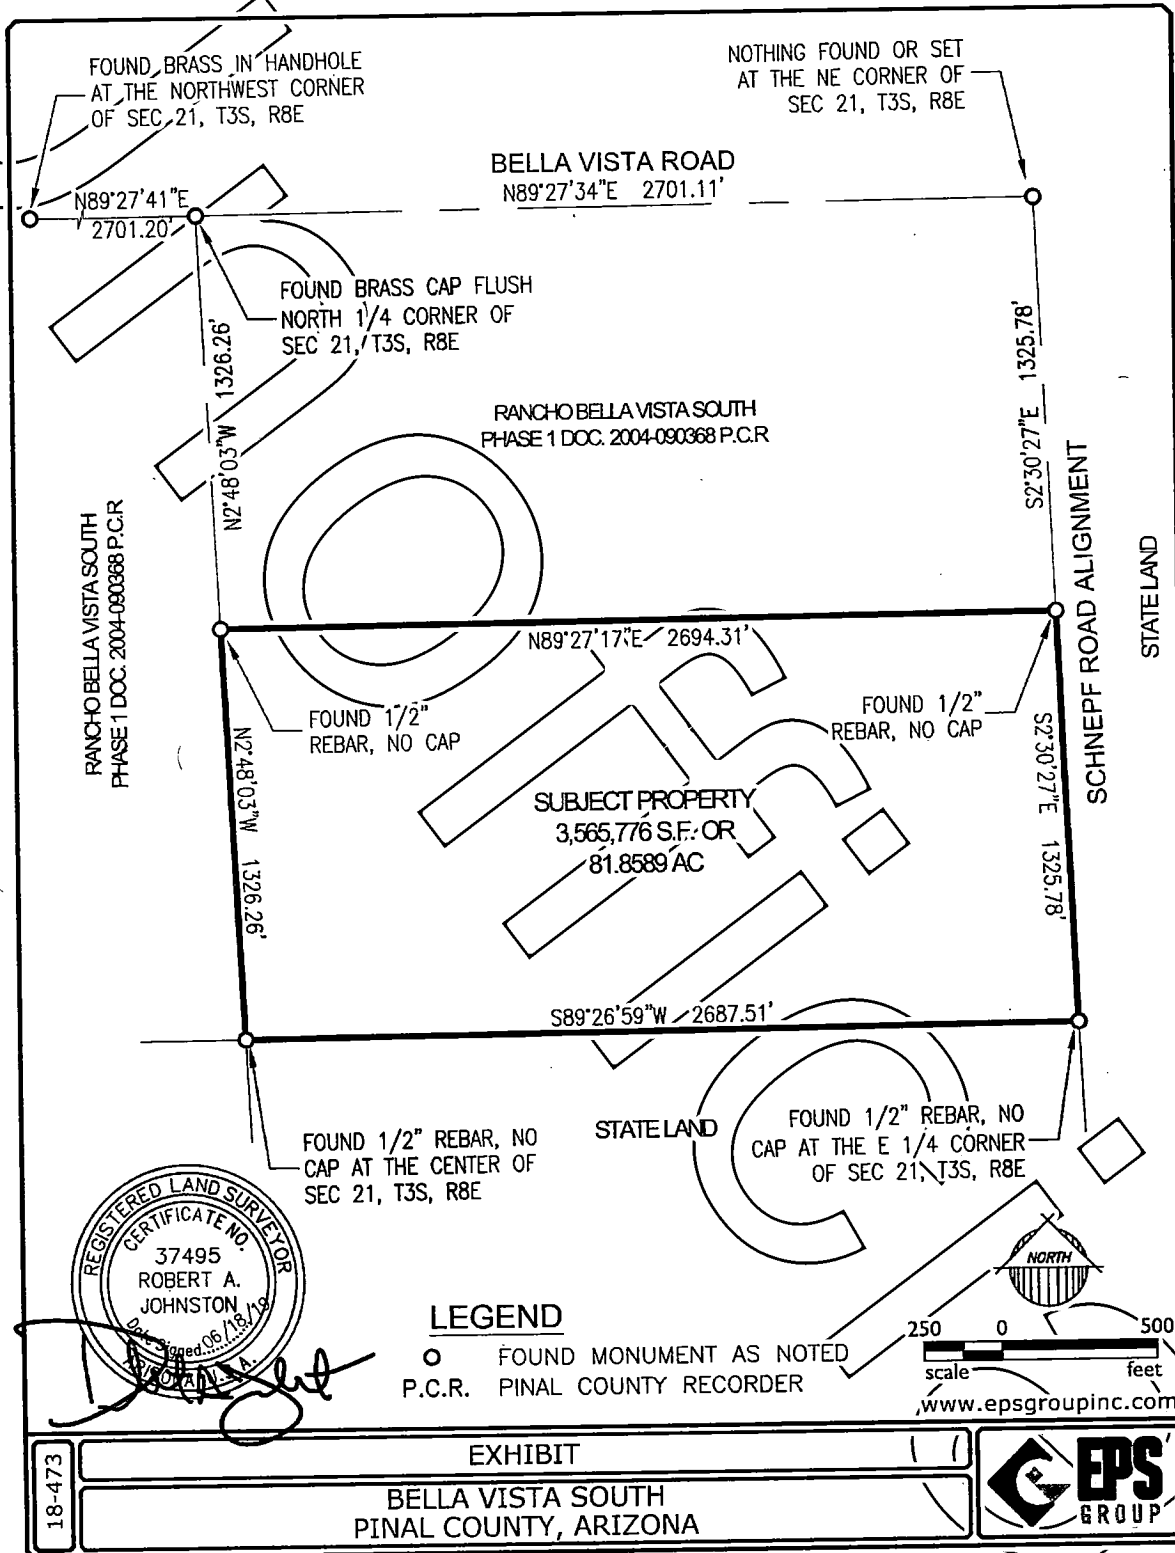 FOUND BRASS IN HANDHOLE
AT THE NORTHWEST CORNER
OF SEC 21, T3S, R8E
NOTHING FOUND OR SET
AT THE NE CORNER OF
SEC 21, T3S, R8E
BELLA VISTA ROAD
N89°27'34"E 2701.11'
N89°27'41"E
2701.20'
FOUND BRASS CAP FLUSH
NORTH 1/4 CORNER OF
SEC 21, T3S, R8E
N2°48'03"W 1326.26'
S2°30'27"E 1325.78'
RANCHO BELLA VISTA SOUTH
PHASE 1 DOC. 2004-090368 P.C.R
RANCHO BELLA VISTA SOUTH
PHASE 1 DOC. 2004-090368 P.C.R
SCHNEPF ROAD ALIGNMENT
STATE LAND
N89°27'17"E 2694.31'
FOUND 1/2"
REBAR, NO CAP
FOUND 1/2"
REBAR, NO CAP
N2°48'03"W 1326.26'
S2°30'27"E 1325.78'
SUBJECT PROPERTY
3,565,776 S.F. OR
81.8589 AC
S89°26'59"W 2687.51'
FOUND 1/2" REBAR, NO
CAP AT THE CENTER OF
SEC 21, T3S, R8E
STATE LAND
FOUND 1/2" REBAR, NO
CAP AT THE E 1/4 CORNER
OF SEC 21, T3S, R8E
REGISTERED LAND SURVEYOR
CERTIFICATE NO.
37495
ROBERT A.
JOHNSTON
Date Signed 06/18/19
ARIZONA U.S.A.
NORTH
LEGEND
FOUND MONUMENT AS NOTED
P.C.R. PINAL COUNTY RECORDER
250 0 500
scale feet
www.epsgroupinc.com
18-473
EXHIBIT
BELLA VISTA SOUTH
PINAL COUNTY, ARIZONA
EPS
GROUP